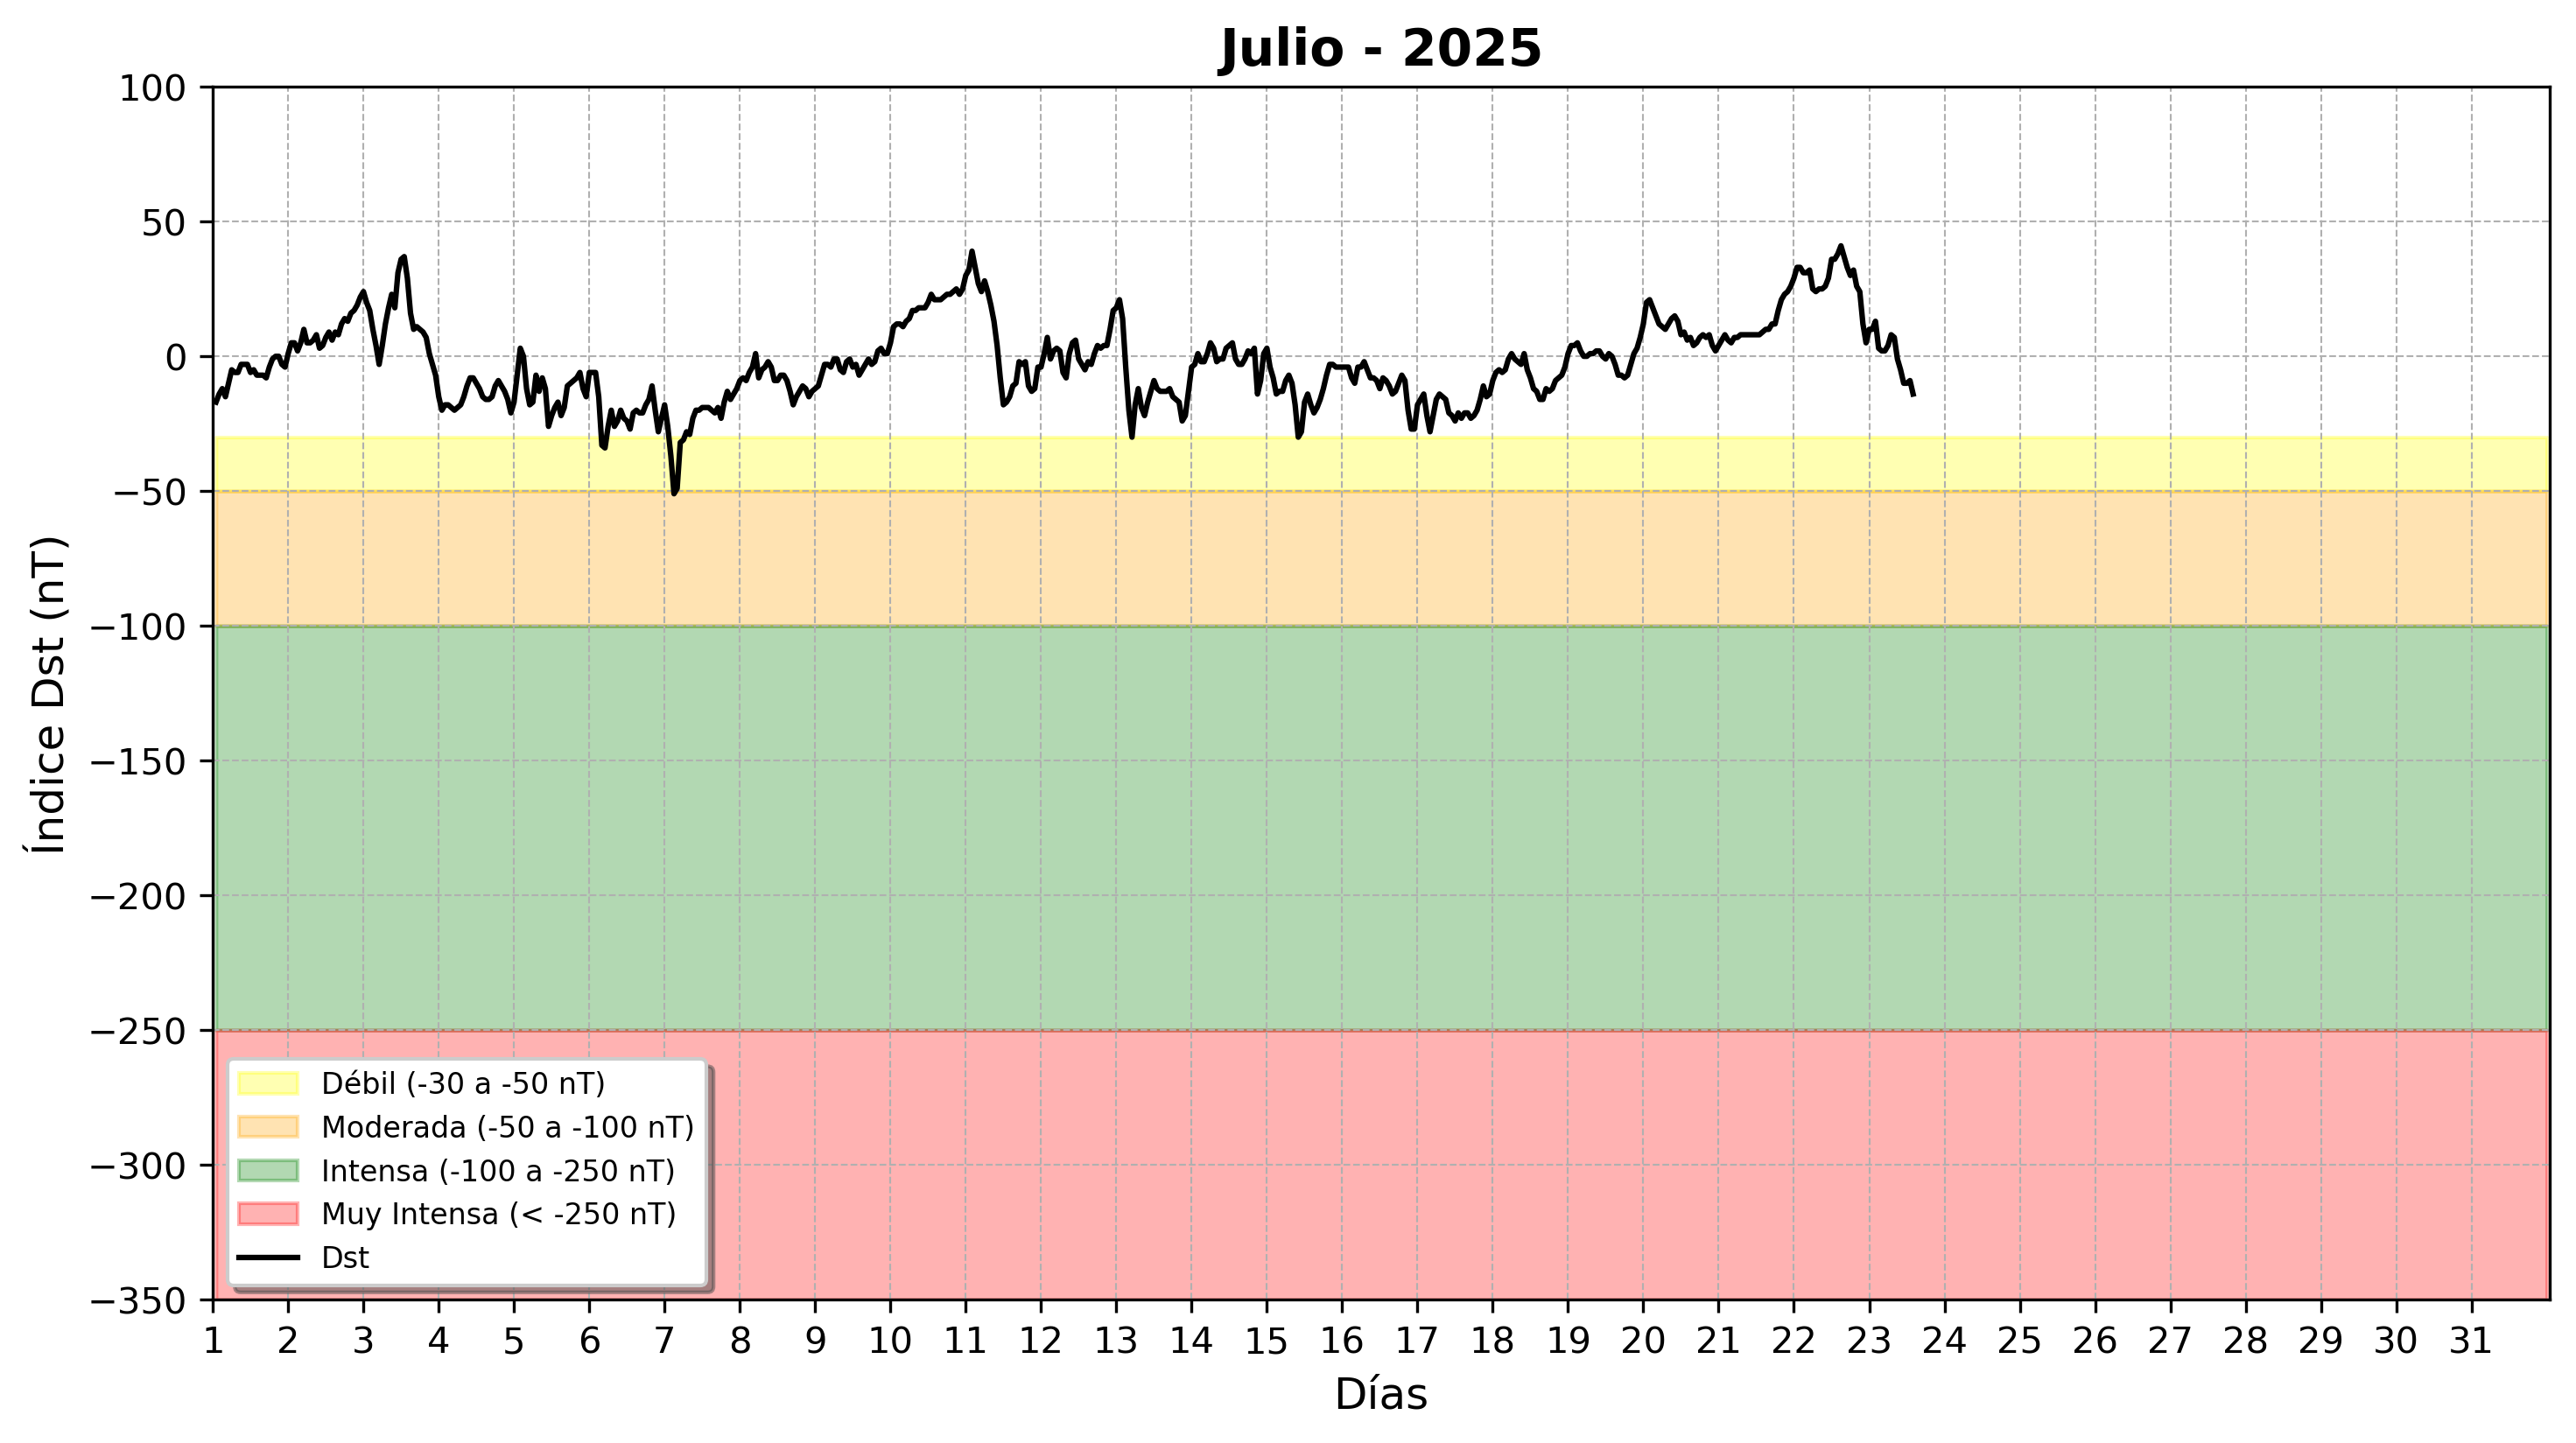 Julio - 2025
100
50
0
−50
−100
−150
−200
−250
−300
−350
Índice Dst (nT)
Débil (-30 a -50 nT)
Moderada (-50 a -100 nT)
Intensa (-100 a -250 nT)
Muy Intensa (< -250 nT)
Dst
1 2 3 4 5 6 7 8 9 10 11 12 13 14 15 16 17 18 19 20 21 22 23 24 25 26 27 28 29 30 31
Días